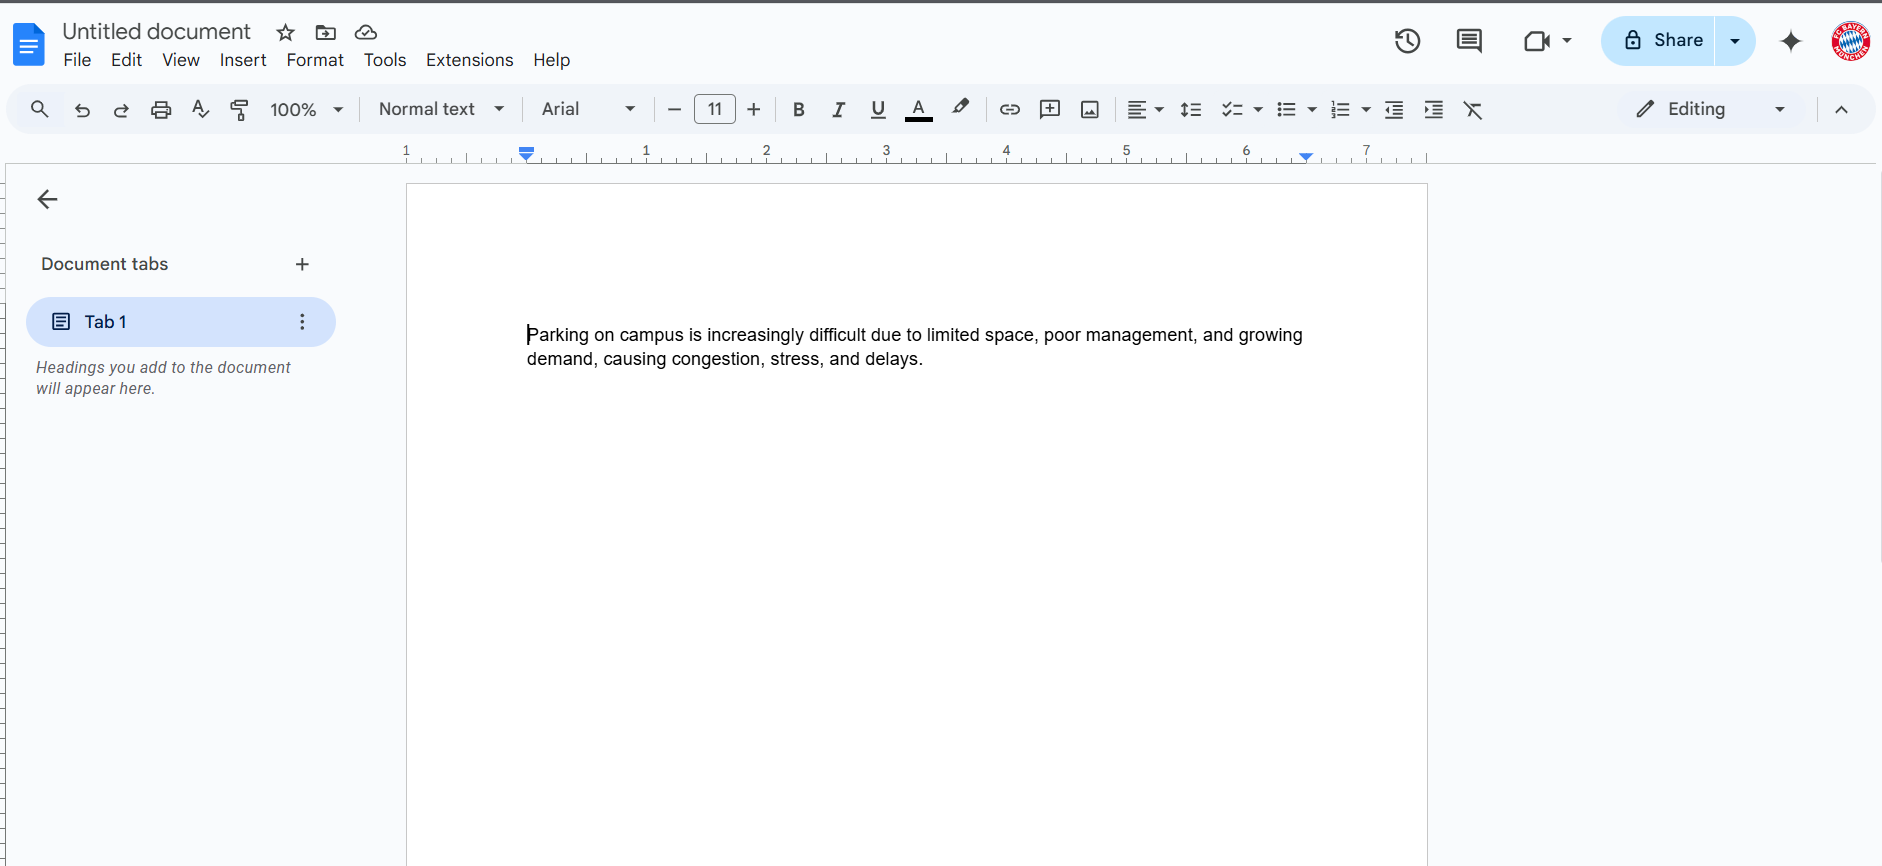 Untitled document
File Edit View Insert Format Tools Extensions Help
Share
100% Normal text Arial 11 B I U A Editing
1 1 2 3 4 5 6 7
Document tabs
Tab 1
Headings you add to the document
will appear here.
Parking on campus is increasingly difficult due to limited space, poor management, and growing
demand, causing congestion, stress, and delays.